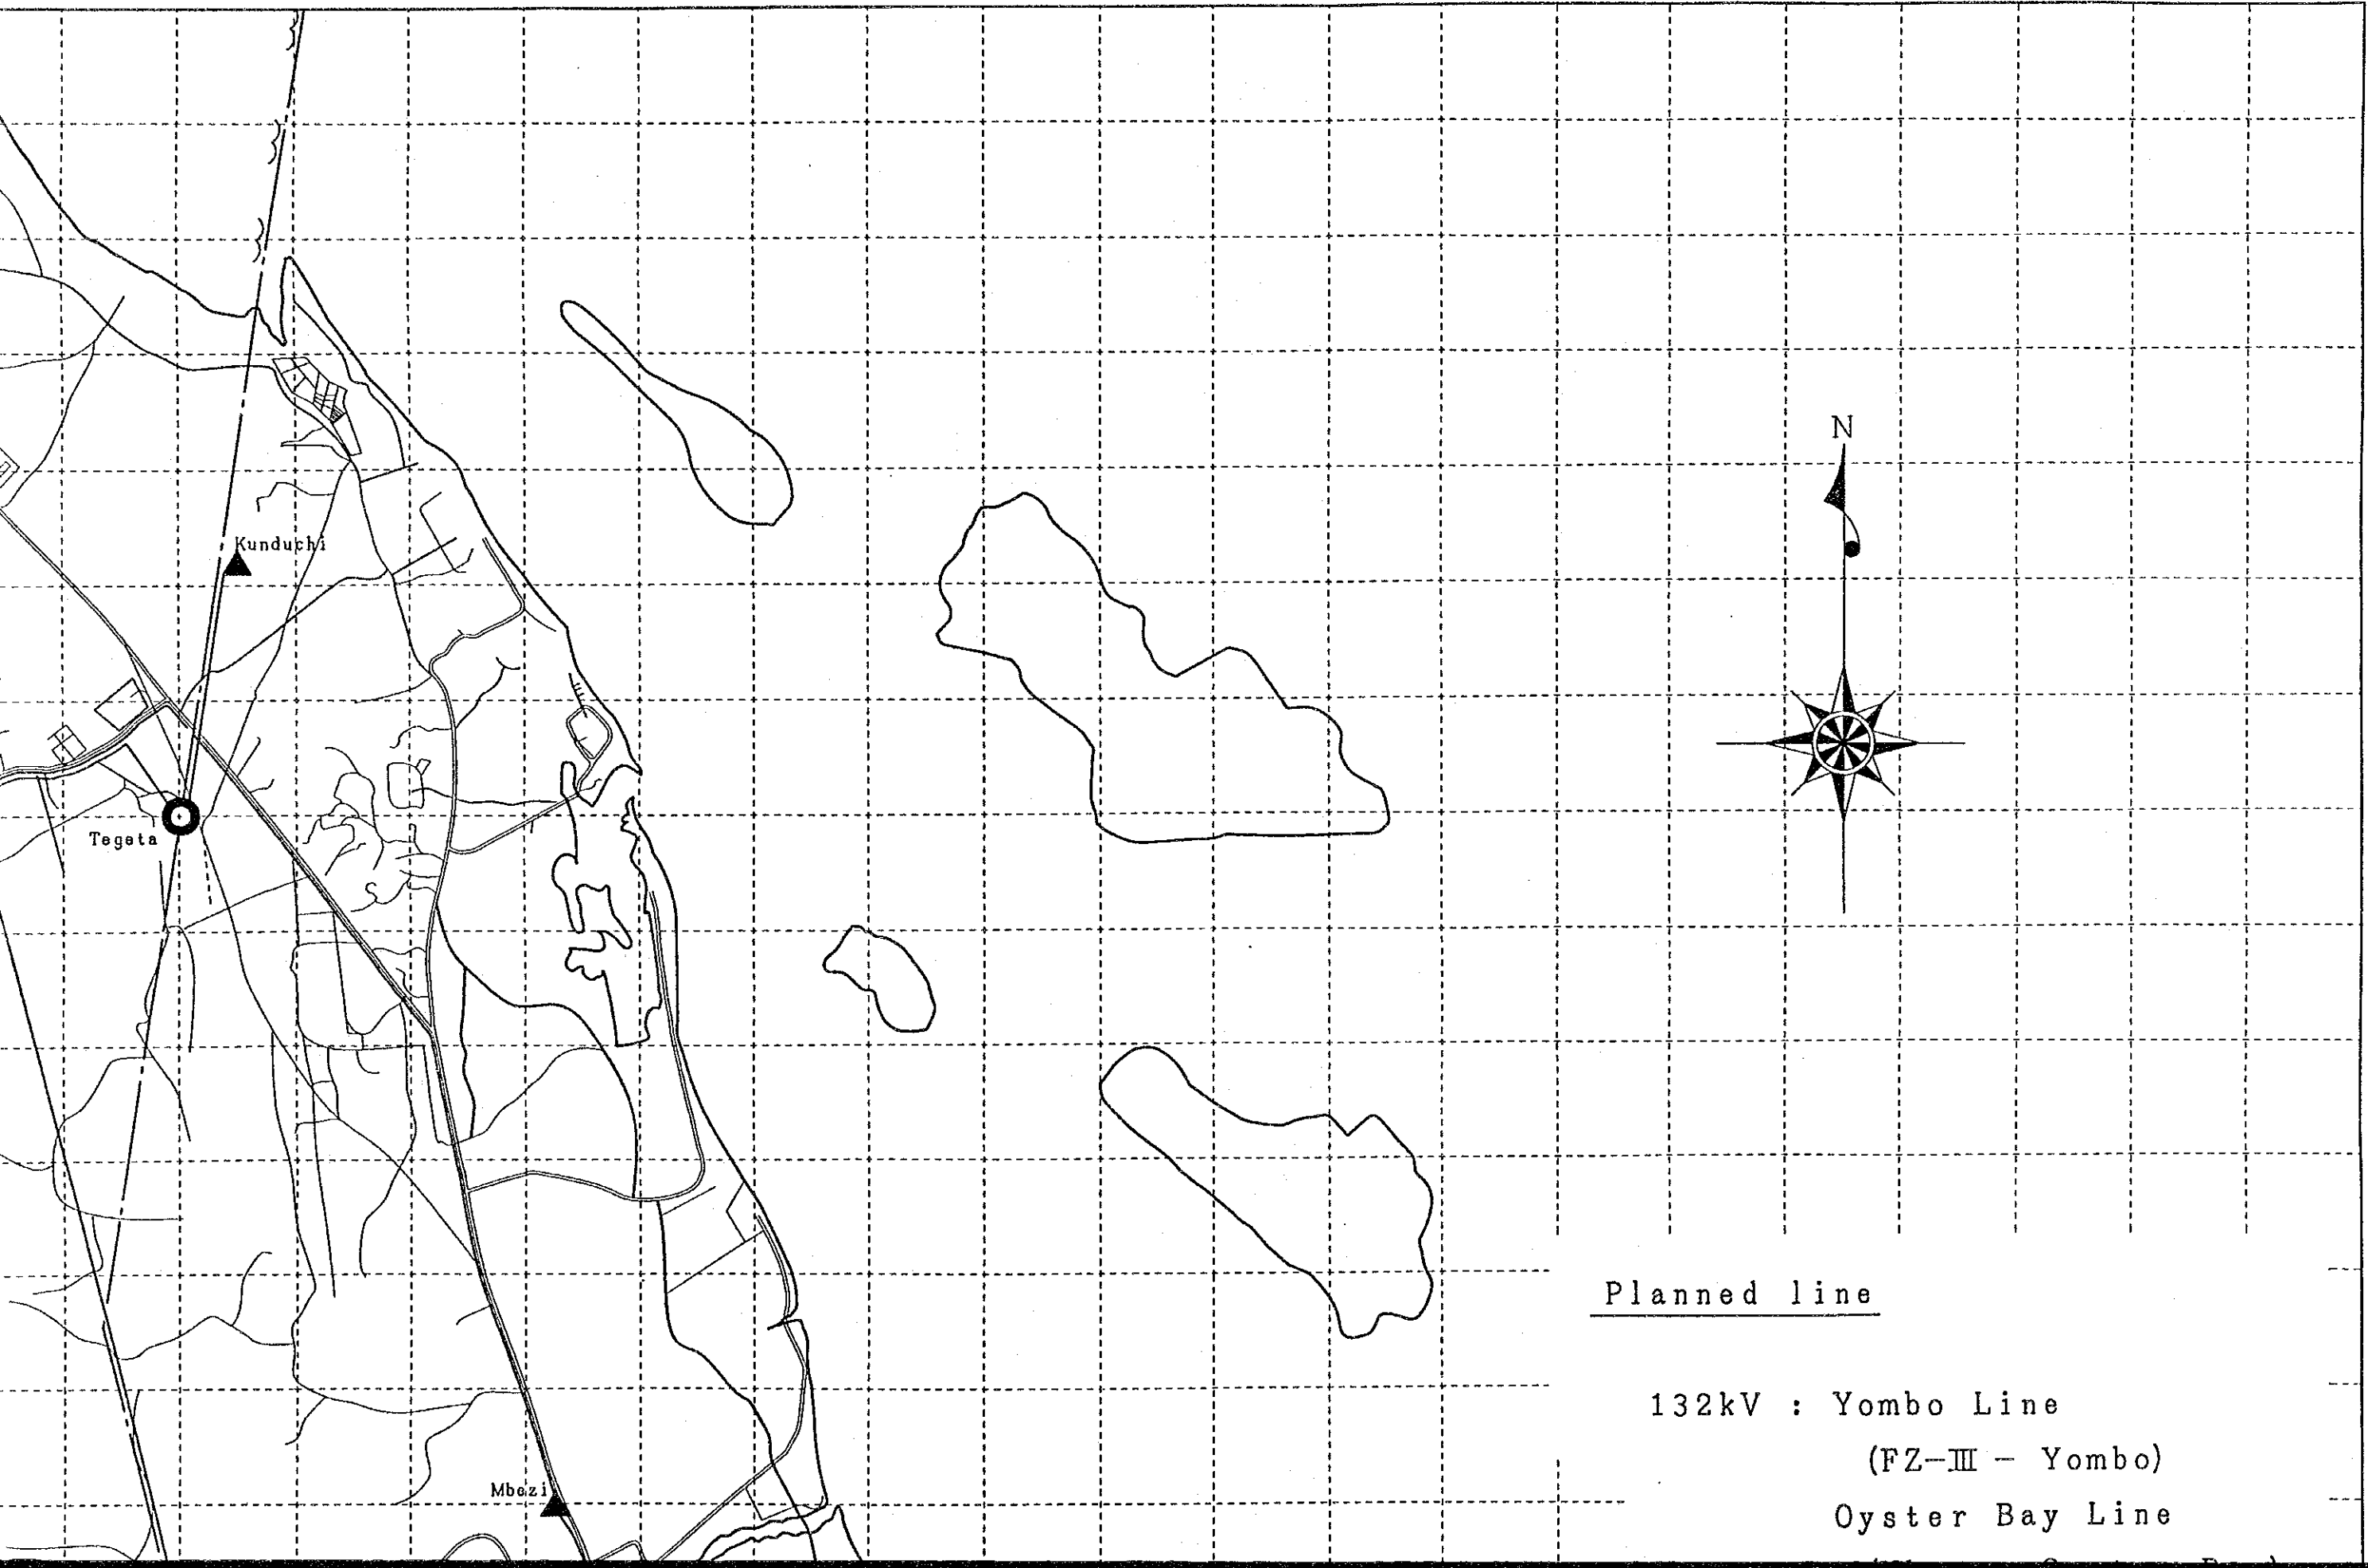 N
Kunduchi
Tegeta
Planned line
132kV : Yombo Line
(FZ-Ⅲ - Yombo)
Mbezi
Oyster Bay Line